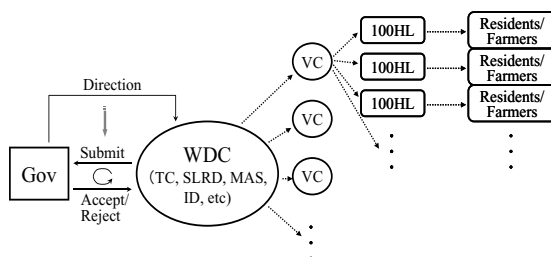 Direction
Gov
Submit
Accept/
Reject
WDC
(TC, SLRD, MAS,
ID, etc)
VC
VC
VC
100HL
100HL
100HL
Residents/
Farmers
Residents/
Farmers
Residents/
Farmers